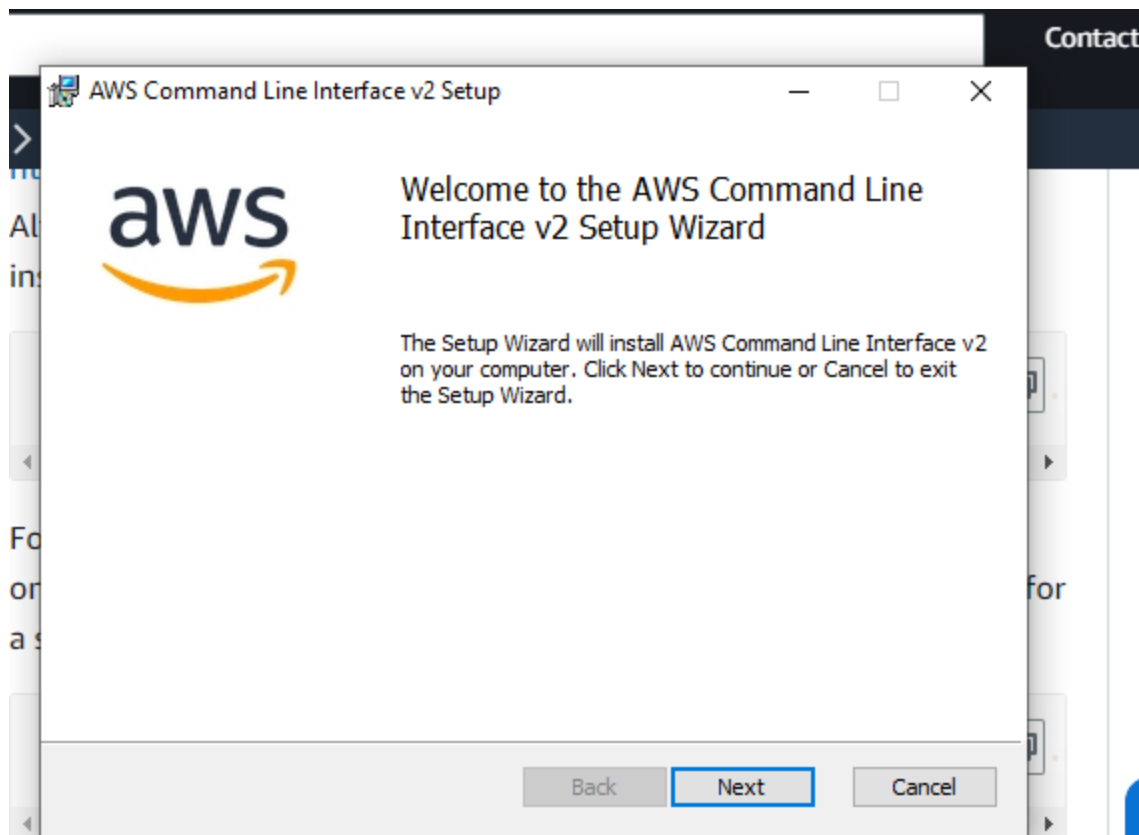 Contact
AWS Command Line Interface v2 Setup
aws
Welcome to the AWS Command Line
Interface v2 Setup Wizard
The Setup Wizard will install AWS Command Line Interface v2
on your computer. Click Next to continue or Cancel to exit
the Setup Wizard.
for
a
Back
Next
Cancel